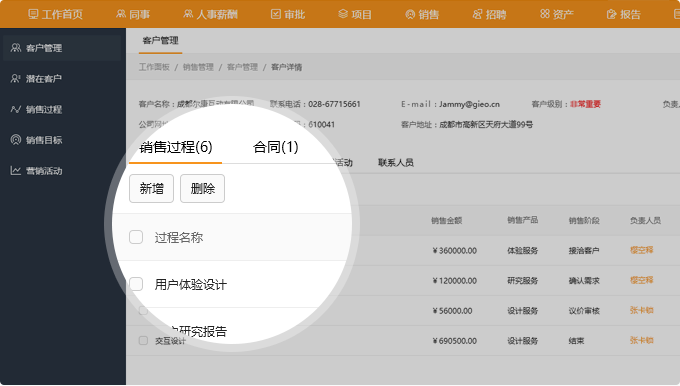 工作首页 同事 人事薪酬 审批 项目 销售 招聘 资产 报告
客户管理
潜在客户
销售过程
销售目标
营销活动
客户管理
工作面板 / 销售管理 / 客户管理 / 客户详情
客户名称：成都尔康互动有限公司 联系电话：028-67715661 E-mail：Jammy@gieo.cn 客户级别：非常重要 负责人
公司网 610041 客户地址：成都市高新区天府大道99号
销售过程(6) 合同(1) 活动 联系人员
新增 删除
过程名称 销售金额 销售产品 销售阶段 负责人员
￥360000.00 体验服务 接洽客户 樱空释
用户体验设计 ￥120000.00 研究服务 确认需求 樱空释
研究报告 ￥56000.00 设计服务 议价审核 张卡顿
交互设计 ￥690500.00 设计服务 结束 张卡顿